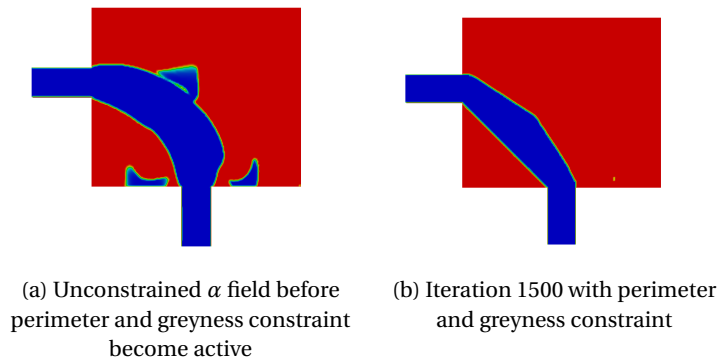 (a) Unconstrained α field before
perimeter and greyness constraint
become active
(b) Iteration 1500 with perimeter
and greyness constraint